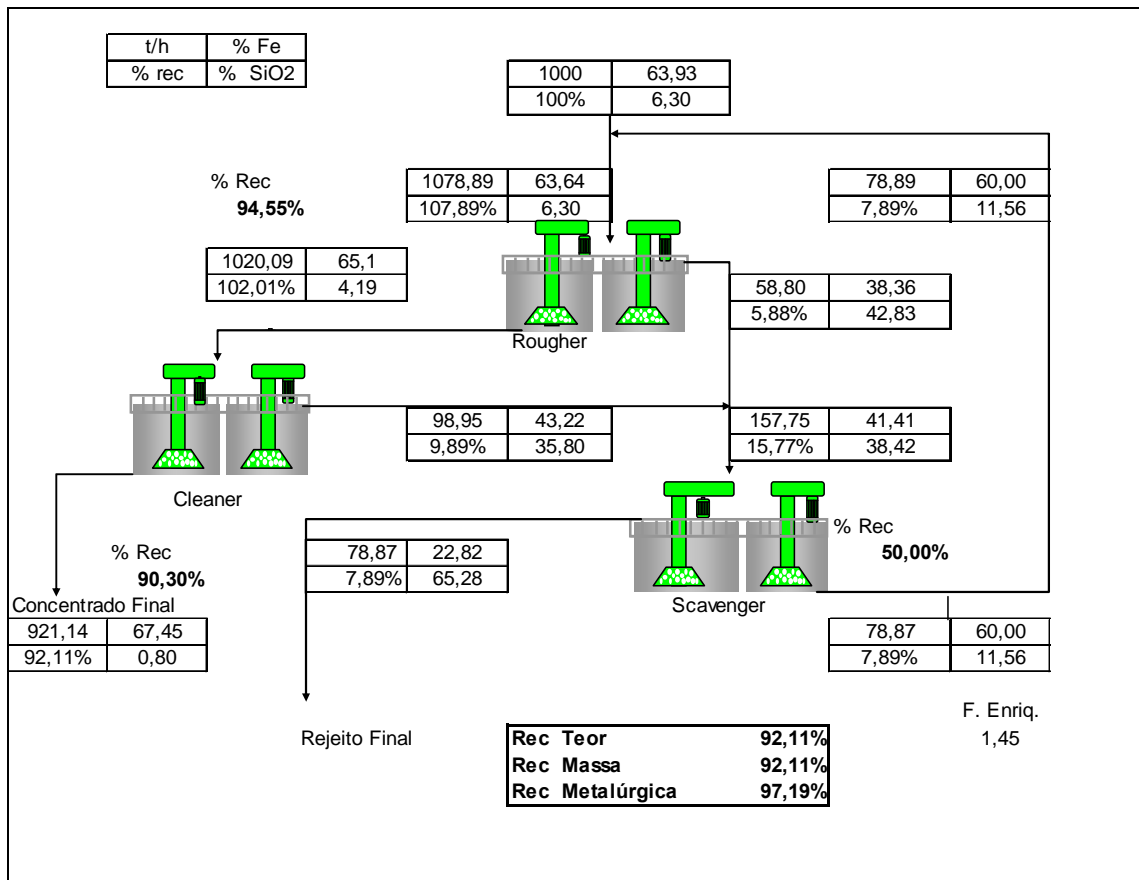 t/h % Fe
% rec % SiO2
1000 63,93
100% 6,30
% Rec
94,55%
1078,89 63,64
107,89% 6,30
78,89 60,00
7,89% 11,56
1020,09 65,1
102,01% 4,19
58,80 38,36
5,88% 42,83
Rougher
98,95 43,22
9,89% 35,80
157,75 41,41
15,77% 38,42
Cleaner
% Rec
50,00%
% Rec
90,30%
78,87 22,82
7,89% 65,28
Scavenger
Concentrado Final
921,14 67,45
92,11% 0,80
78,87 60,00
7,89% 11,56
F. Enriq.
1,45
Rejeito Final
Rec Teor 92,11%
Rec Massa 92,11%
Rec Metalúrgica 97,19%